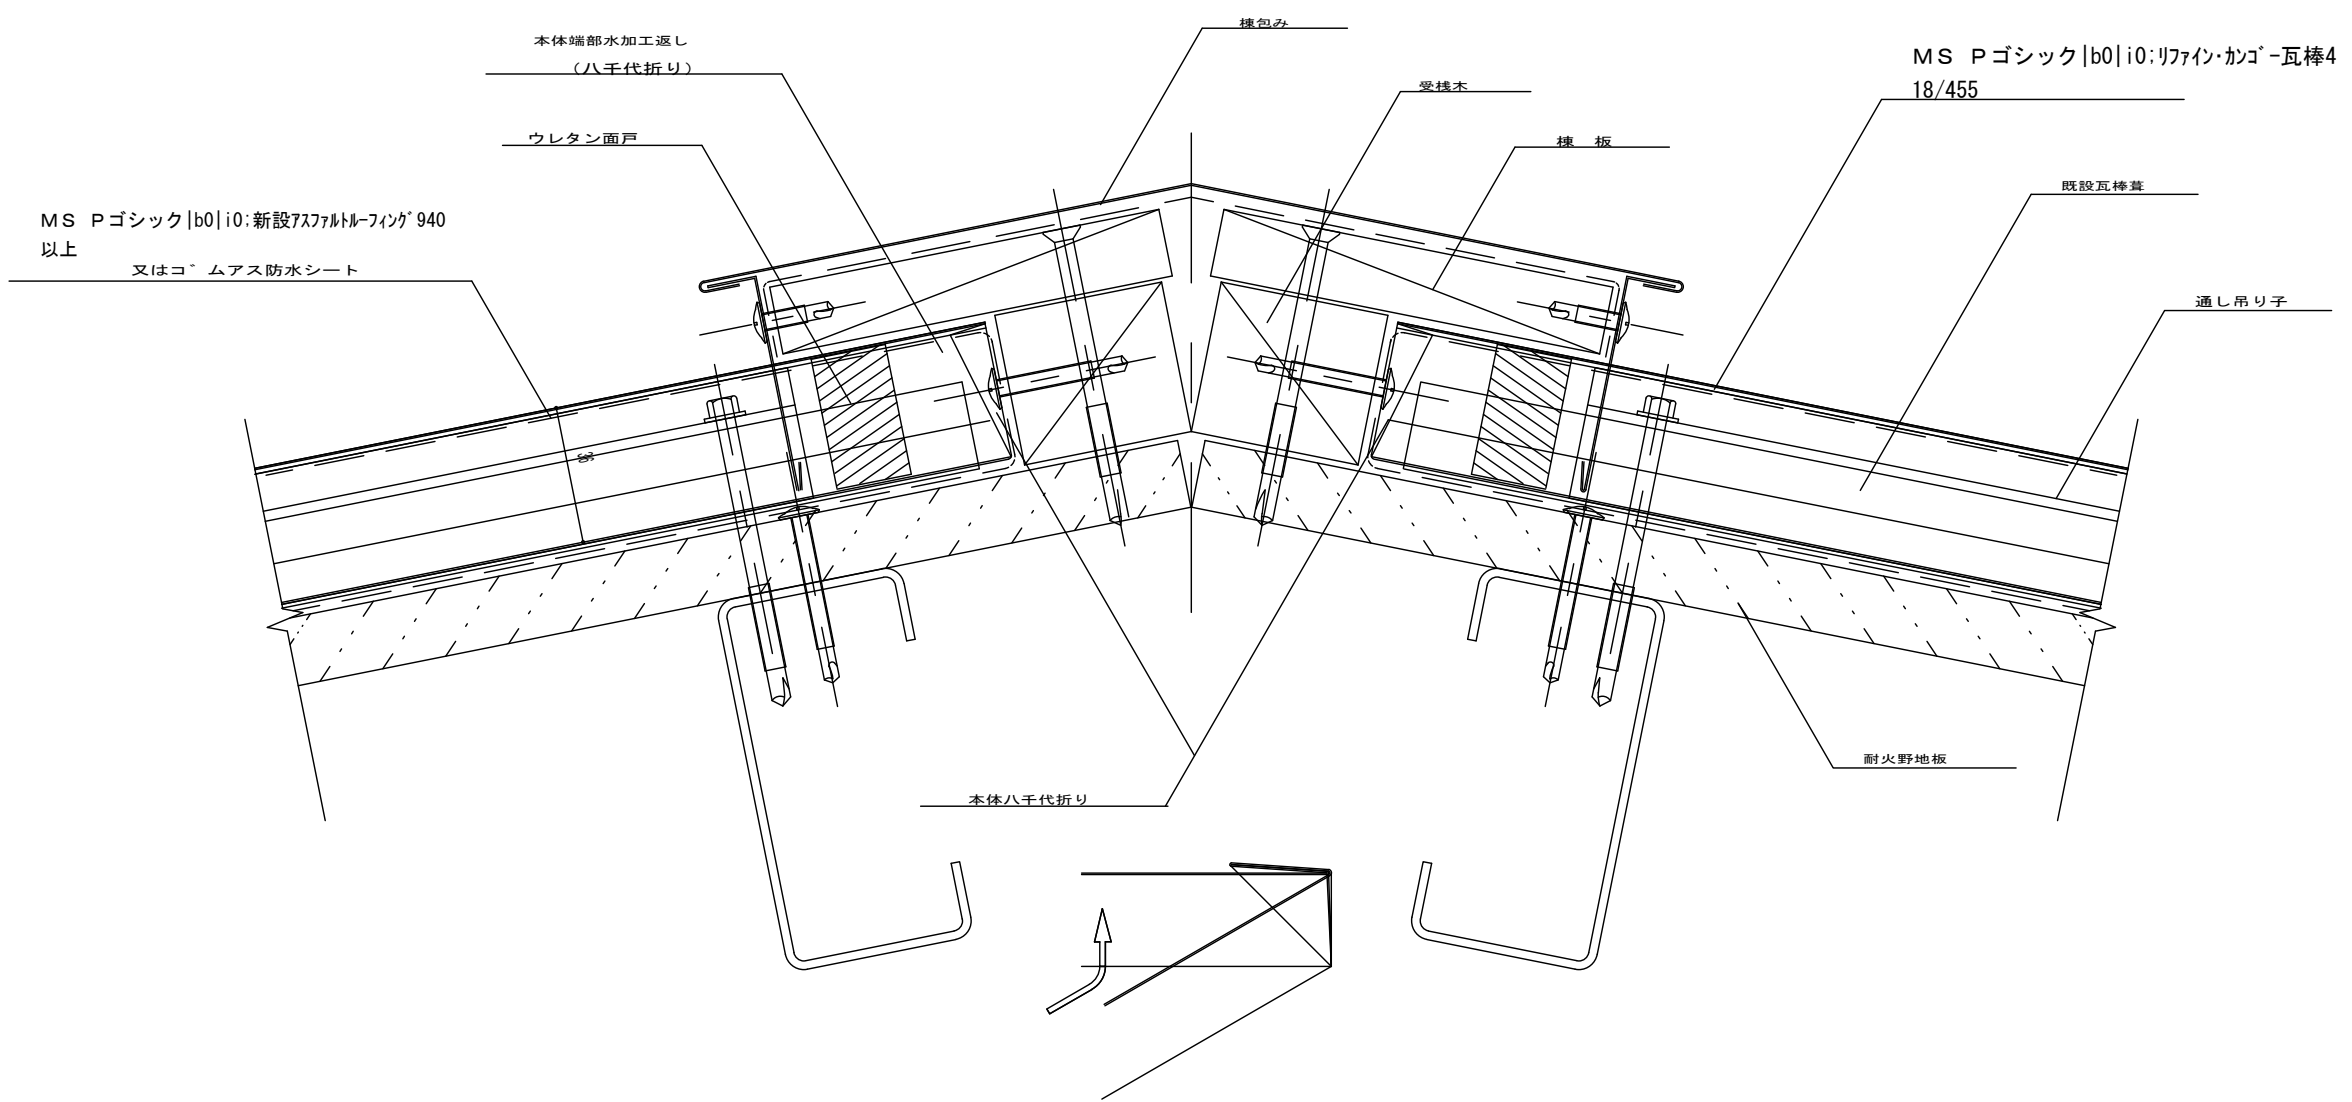 棟包み
本体端部水加工返し
（八千代折り）
ＭＳ Ｐゴシック|b0|i0;ﾘﾌｧｲﾝ･ｶﾝｺﾞｰ瓦棒4
18/455
受桟木
ウレタン面戸
棟　板
既設瓦棒葺
ＭＳ Ｐゴシック|b0|i0;新設ｱｽﾌｧﾙﾄﾙｰﾌｨﾝｸﾞ940
以上
又はゴムアス防水シート
通し吊り子
耐火野地板
本体八千代折り